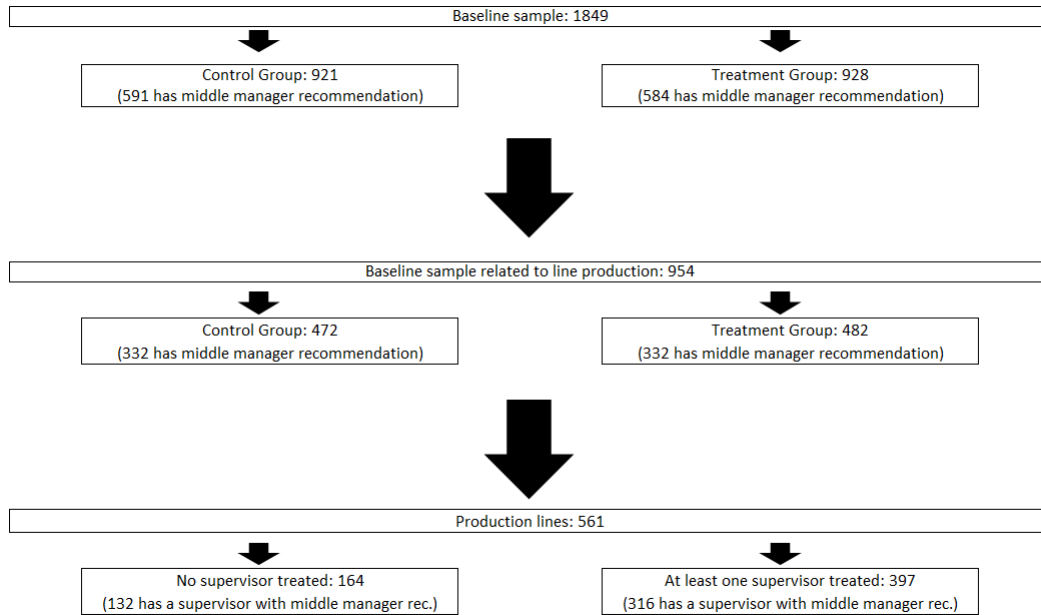 Baseline sample: 1849
Control Group: 921
(591 has middle manager recommendation)
Treatment Group: 928
(584 has middle manager recommendation)
Baseline sample related to line production: 954
Control Group: 472
(332 has middle manager recommendation)
Treatment Group: 482
(332 has middle manager recommendation)
Production lines: 561
No supervisor treated: 164
(132 has a supervisor with middle manager rec.)
At least one supervisor treated: 397
(316 has a supervisor with middle manager rec.)